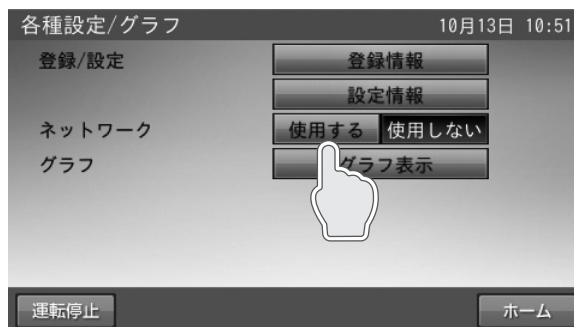 各種設定/グラフ 10月13日 10:51
登録/設定 登録情報
設定情報
ネットワーク 使用する 使用しない
グラフ グラフ表示
運転停止 ホーム